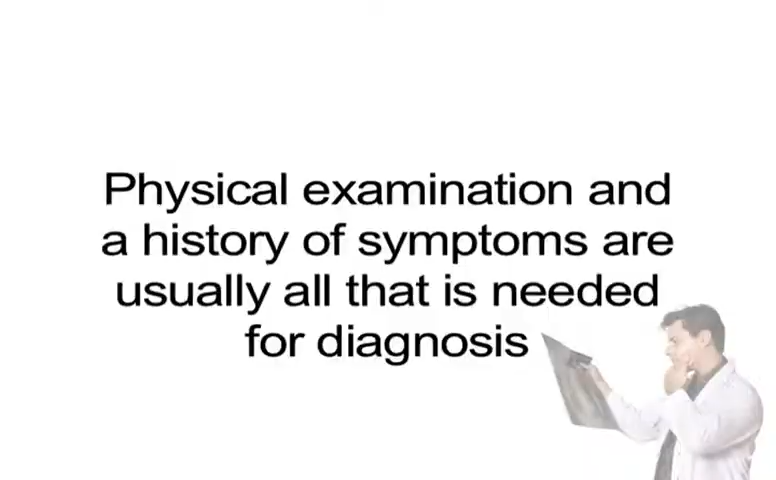 Physical examination and
a history of symptoms are
usually all that is needed
for diagnosis